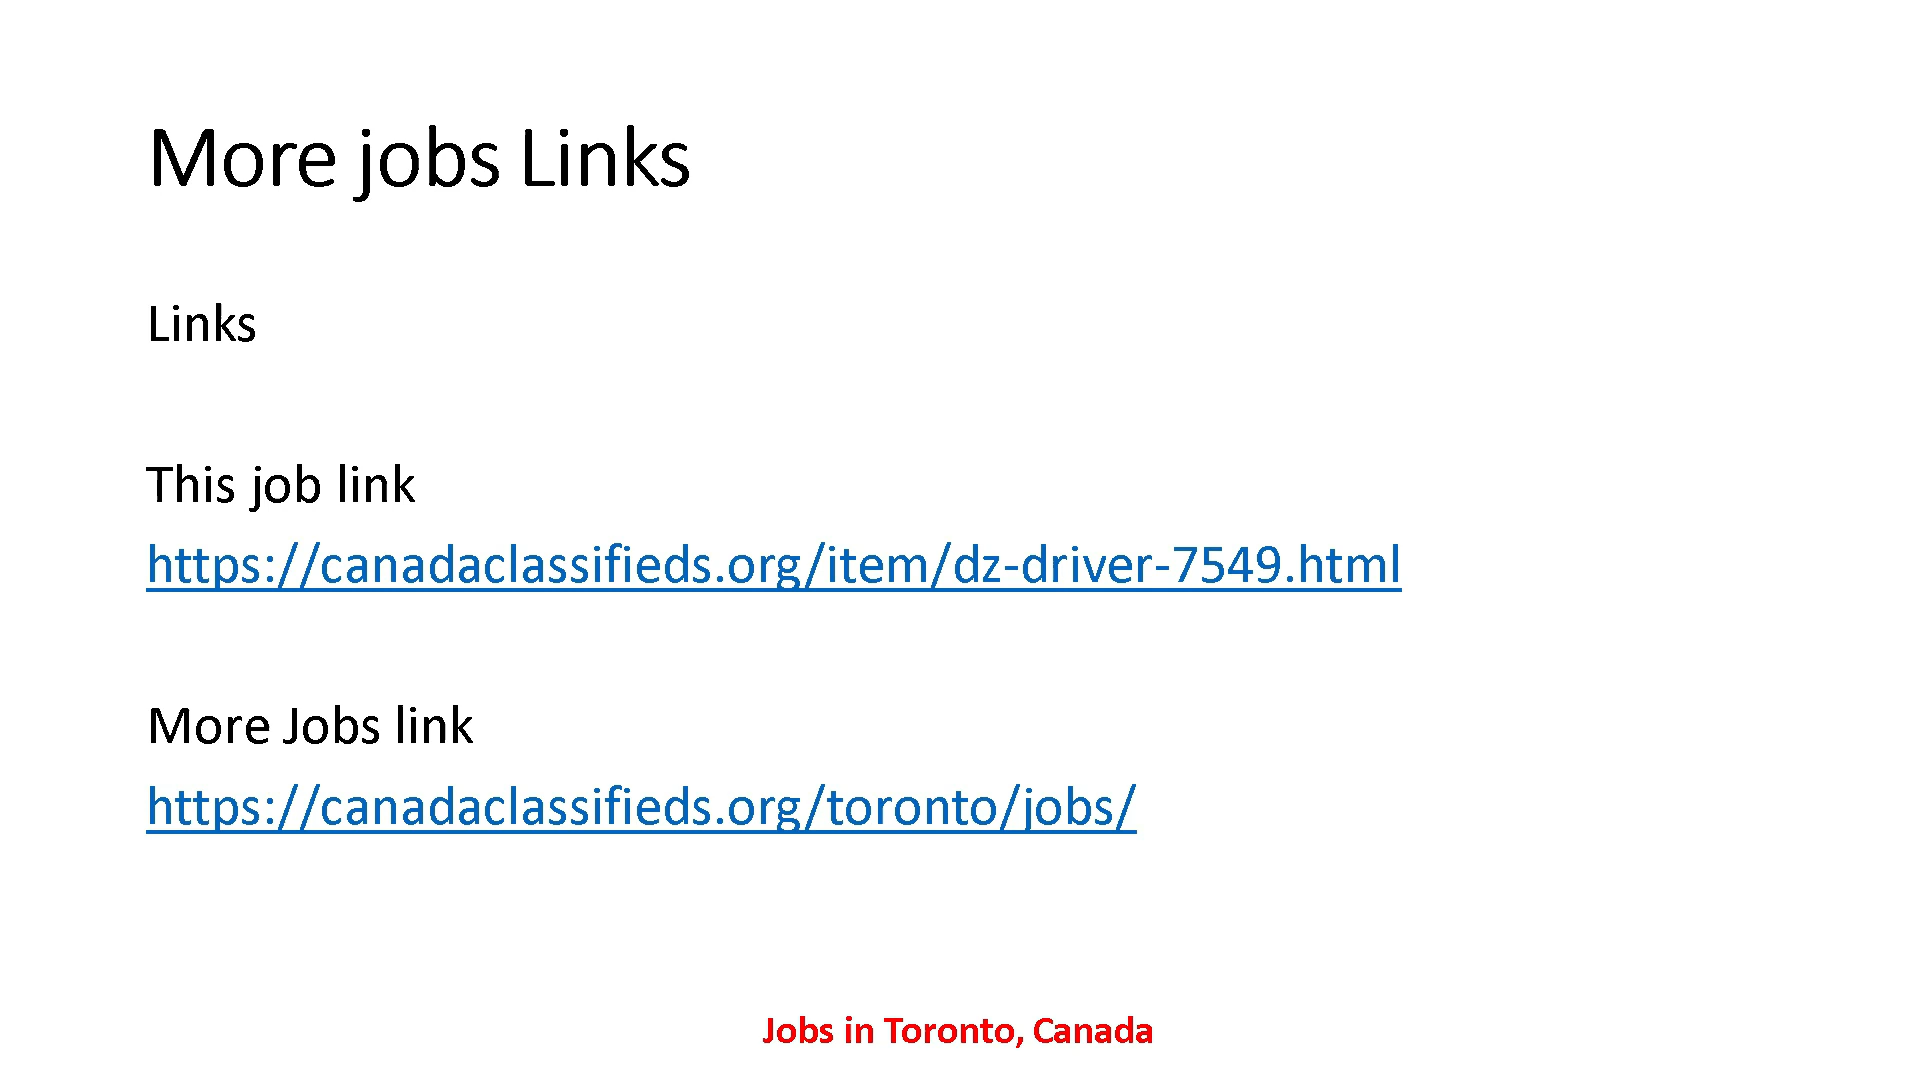 More jobs Links
Links
This job link
https://canadaclassifieds.org/item/dz-driver-7549.html
More Jobs link
https://canadaclassifieds.org/toronto/jobs/
Jobs in Toronto, Canada